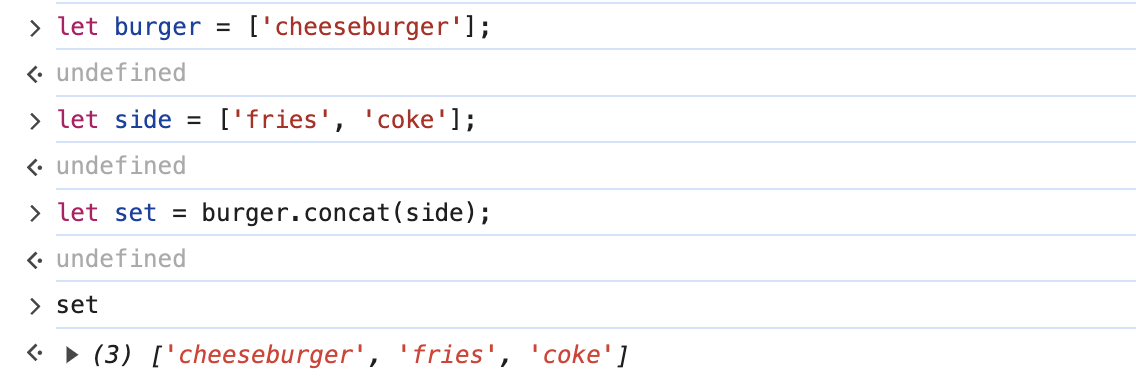 > let burger = ['cheeseburger'];
undefined
> let side = ['fries', 'coke'];
undefined
> let set = burger.concat(side);
undefined
> set
(3) ['cheeseburger', 'fries', 'coke']